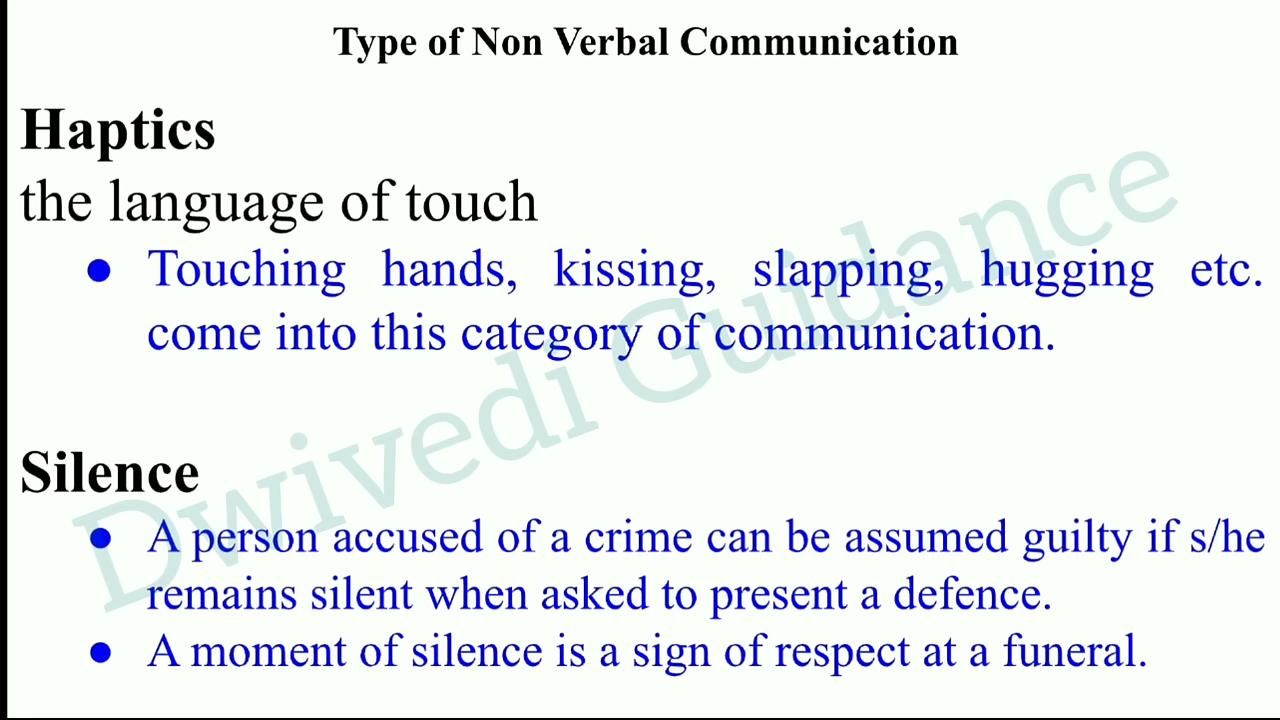 Type of Non Verbal Communication
Haptics
the language of touch
● Touching hands, kissing, slapping, hugging etc.
come into this category of communication.
Silence
● A person accused of a crime can be assumed guilty if s/he
remains silent when asked to present a defence.
● A moment of silence is a sign of respect at a funeral.
Dwivedi Guidance